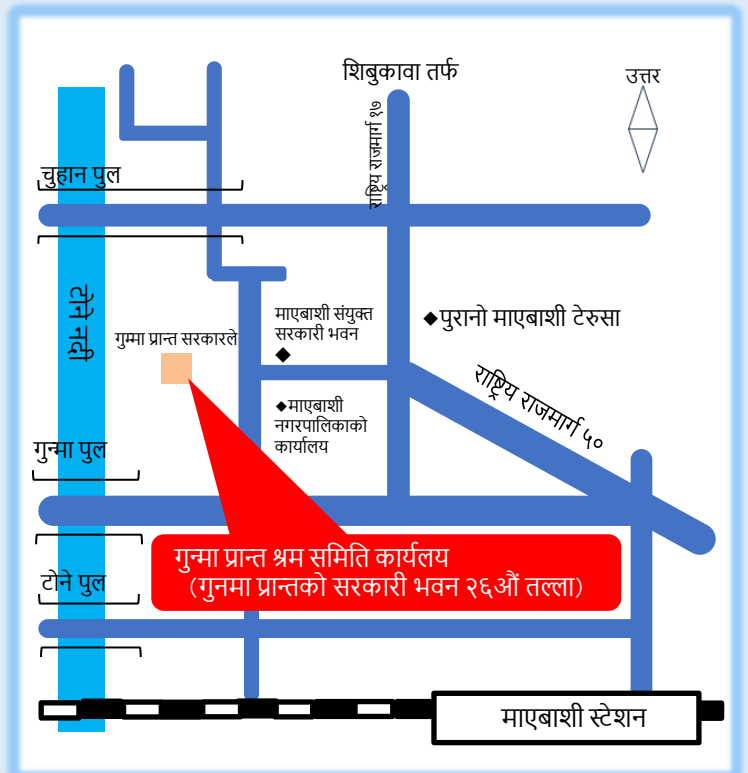 शिबुकावा तर्फ
उत्तर
राष्ट्रिय राजमार्ग १७
चुहान पुल
टोने नदी
गुम्मा प्रान्त सरकारले
माएबाशी संयुक्त
सरकारी भवन
◆
◆पुरानो माएबाशी टेरुसा
राष्ट्रिय राजमार्ग ५०
◆माएबाशी
नगरपालिकाको
कार्यालय
गुन्मा पुल
गुन्मा प्रान्त श्रम समिति कार्यलय
(गुनमा प्रान्तको सरकारी भवन २६औं तल्ला)
टोने पुल
माएबाशी स्टेशन